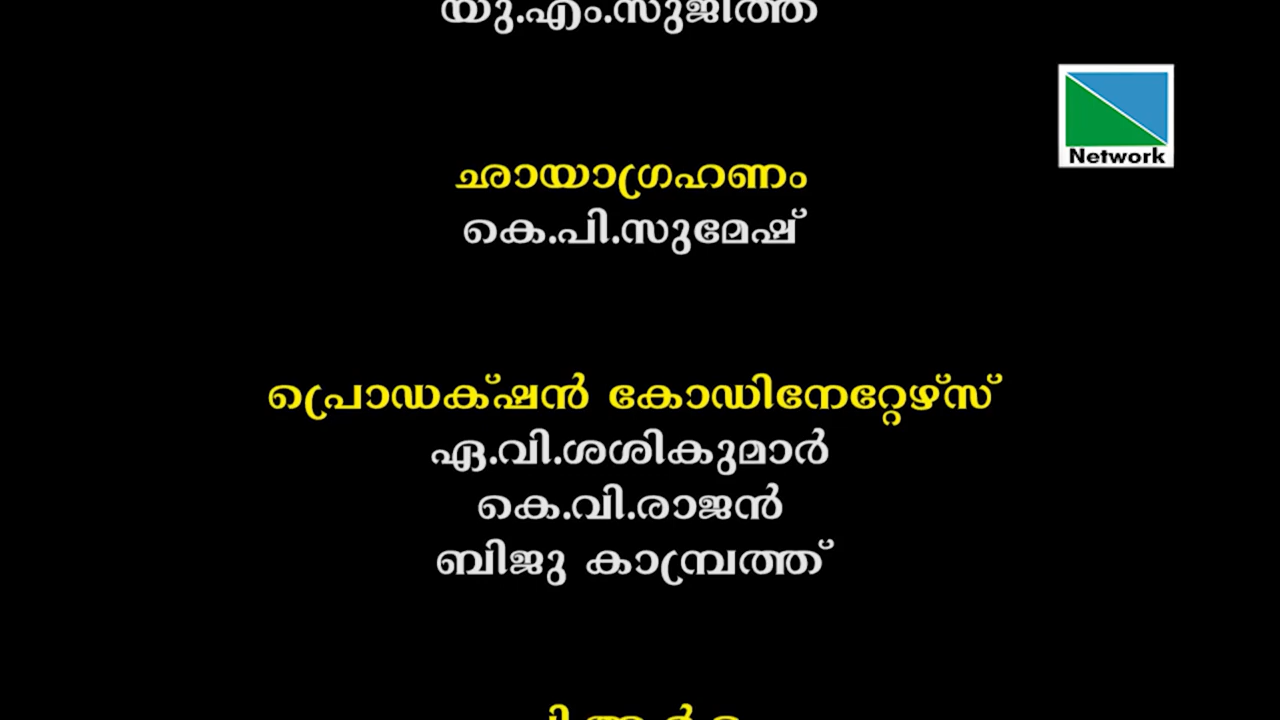 യു.എം.സുജിത്ത്
Network
ഛായാഗ്രഹണം
കെ.പി.സുമേഷ്
പ്രൊഡക്ഷൻ കോഡിനേറ്റേഴ്സ്
ഏ.വി.ശശികുമാർ
കെ.വി.രാജൻ
ബിജു കാമ്പ്രത്ത്